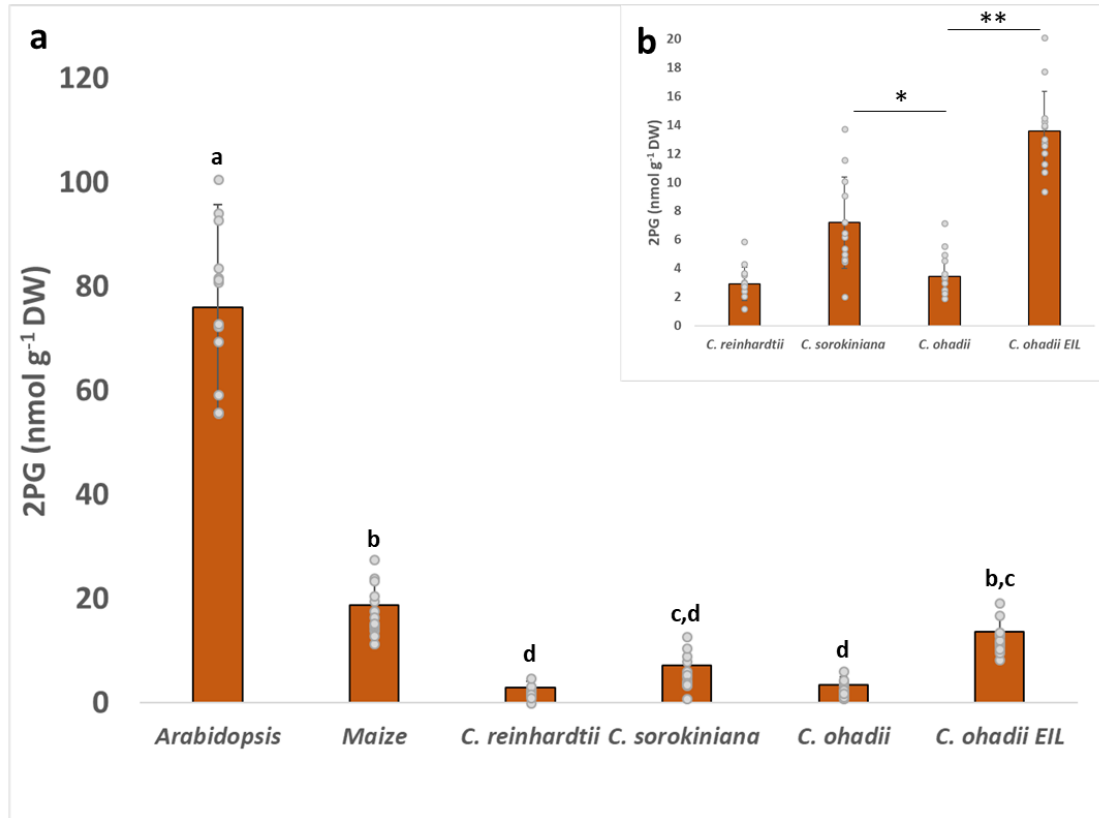 a
120
100
80
60
40
20
0
2PG (nmol g⁻¹ DW)
a
b
d
c,d
d
b,c
Arabidopsis Maize C. reinhardtii C. sorokiniana C. ohadii C. ohadii EIL
b
20
18
16
14
12
10
8
6
4
2
0
2PG (nmol g⁻¹ DW)
*
**
C. reinhardtii C. sorokiniana C. ohadii C. ohadii EIL